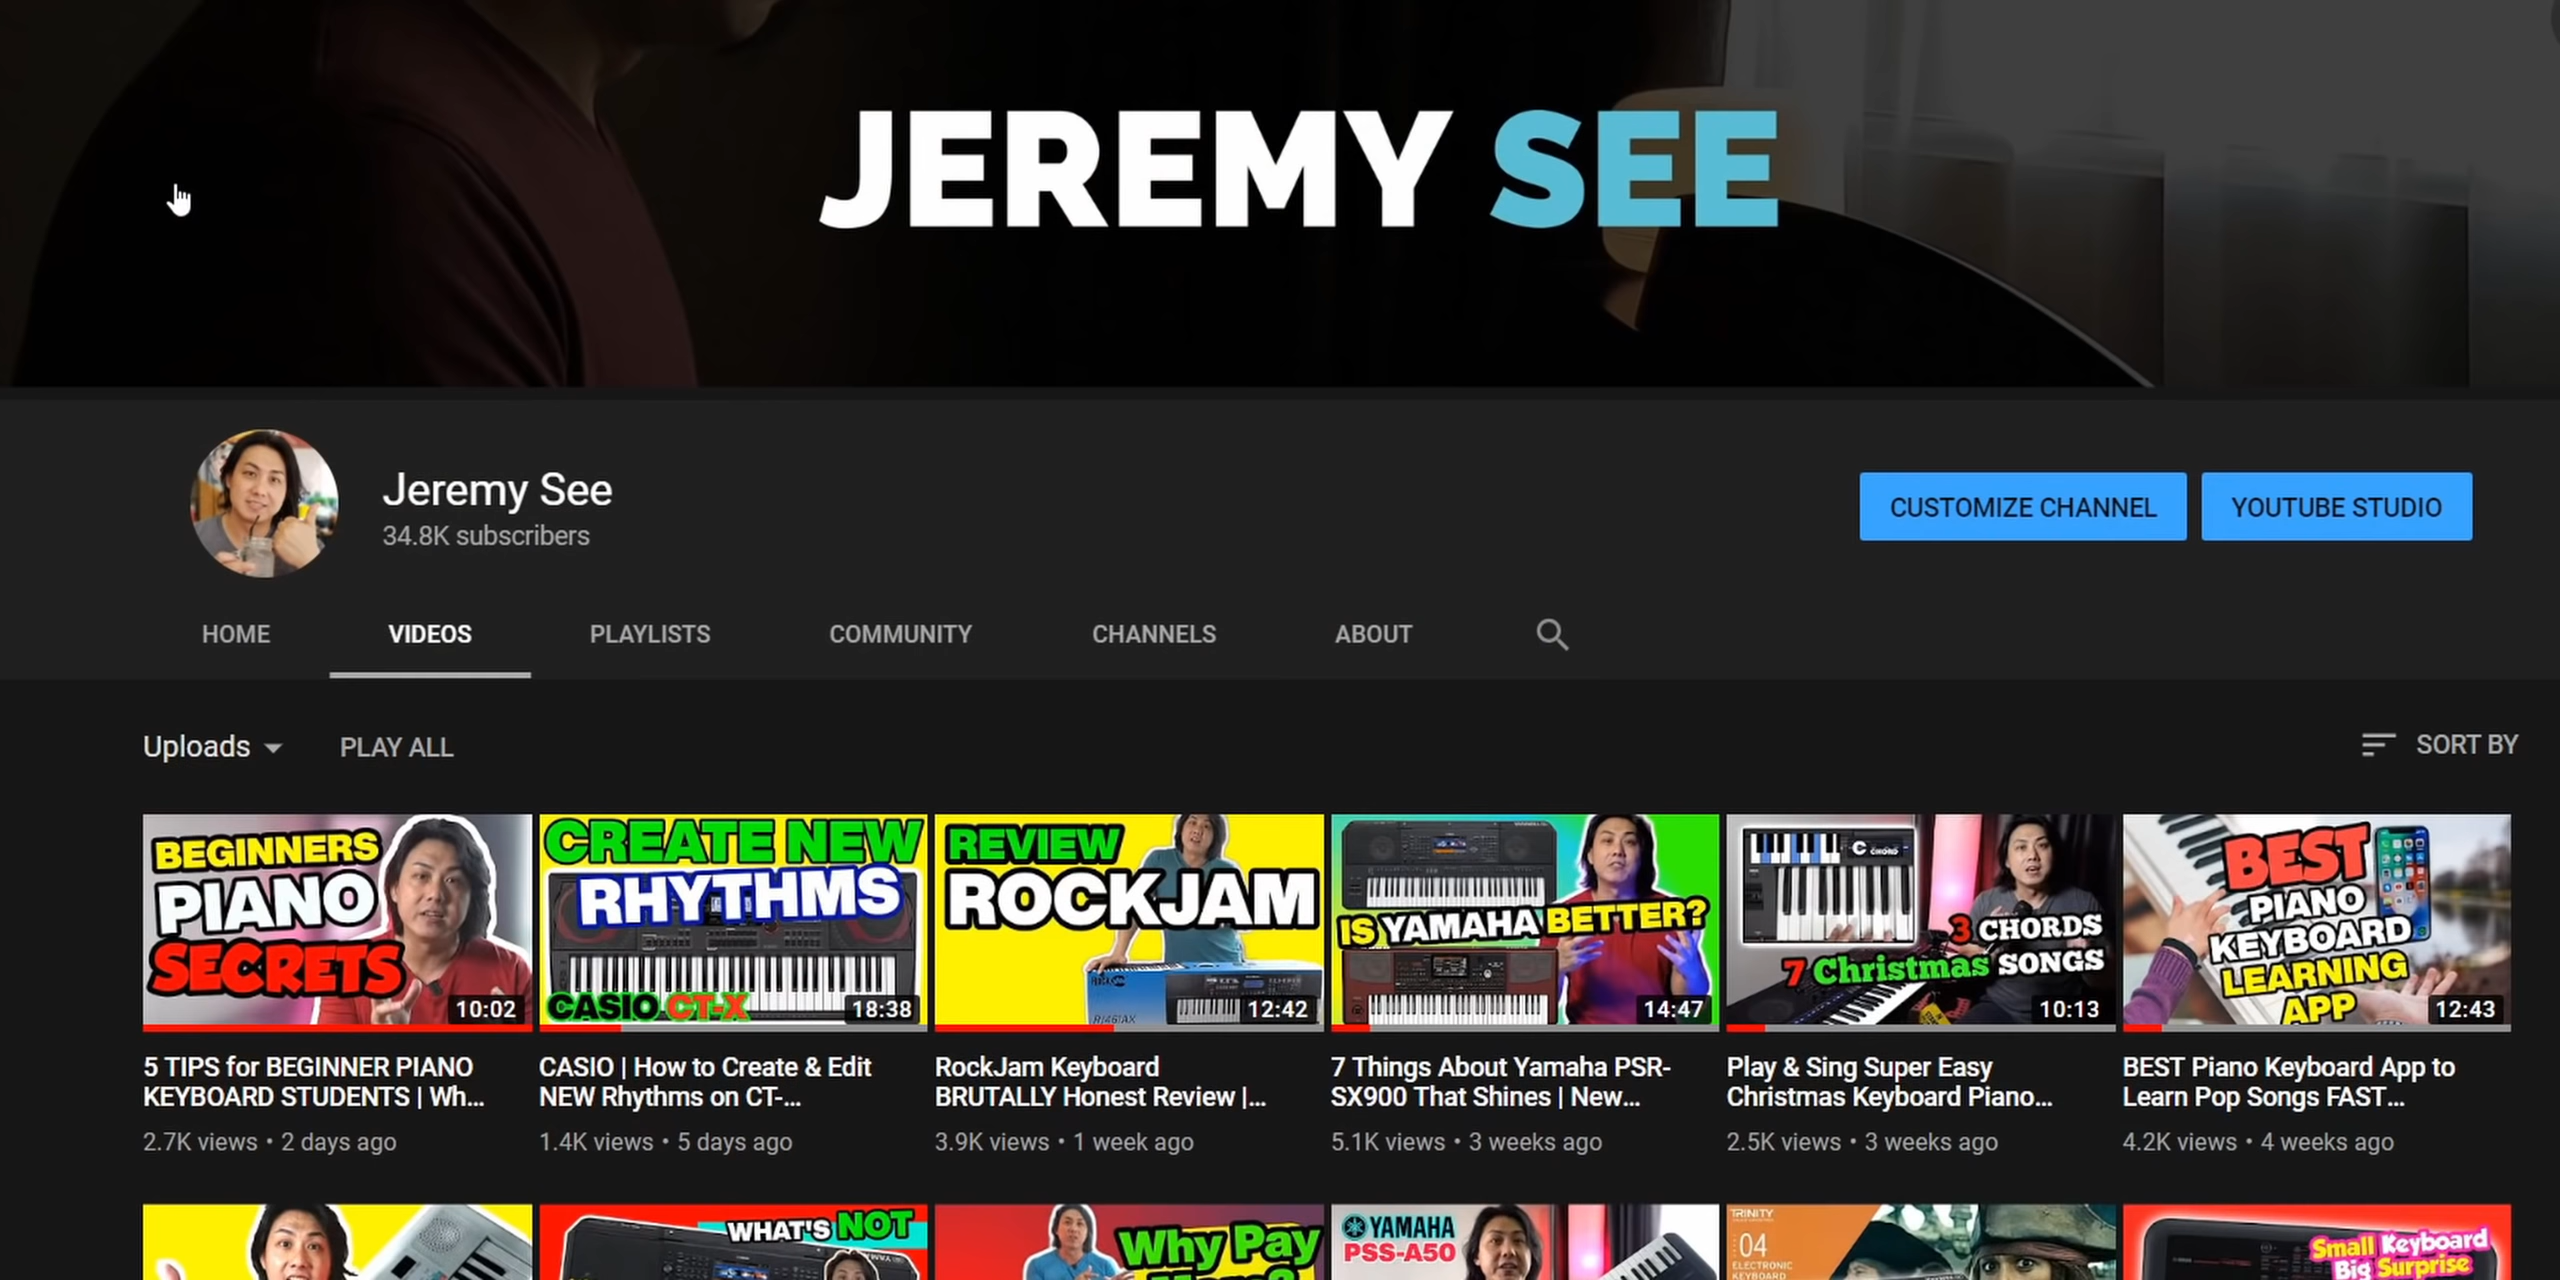 JEREMY SEE
Jeremy See
34.8K subscribers
CUSTOMIZE CHANNEL
YOUTUBE STUDIO
HOME
VIDEOS
PLAYLISTS
COMMUNITY
CHANNELS
ABOUT
Uploads
PLAY ALL
SORT BY
BEGINNERS
PIANO
SECRETS
10:02
5 TIPS for BEGINNER PIANO
KEYBOARD STUDENTS | Wh...
2.7K views • 2 days ago
CREATE NEW
RHYTHMS
CASIO CT-X
18:38
CASIO | How to Create & Edit
NEW Rhythms on CT-...
1.4K views • 5 days ago
REVIEW
ROCKJAM
RJ461AX
12:42
RockJam Keyboard
BRUTALLY Honest Review |...
3.9K views • 1 week ago
IS YAMAHA BETTER?
14:47
7 Things About Yamaha PSR-
SX900 That Shines | New...
5.1K views • 3 weeks ago
C CHORD
3 CHORDS
7 Christmas SONGS
10:13
Play & Sing Super Easy
Christmas Keyboard Piano...
2.5K views • 3 weeks ago
BEST
PIANO
KEYBOARD
LEARNING
APP
12:43
BEST Piano Keyboard App to
Learn Pop Songs FAST...
4.2K views • 4 weeks ago
WHAT'S NOT
Why Pay
YAMAHA
PSS-A50
TRINITY
04
ELECTRONIC
KEYBOARD
Small Keyboard
Big Surprise